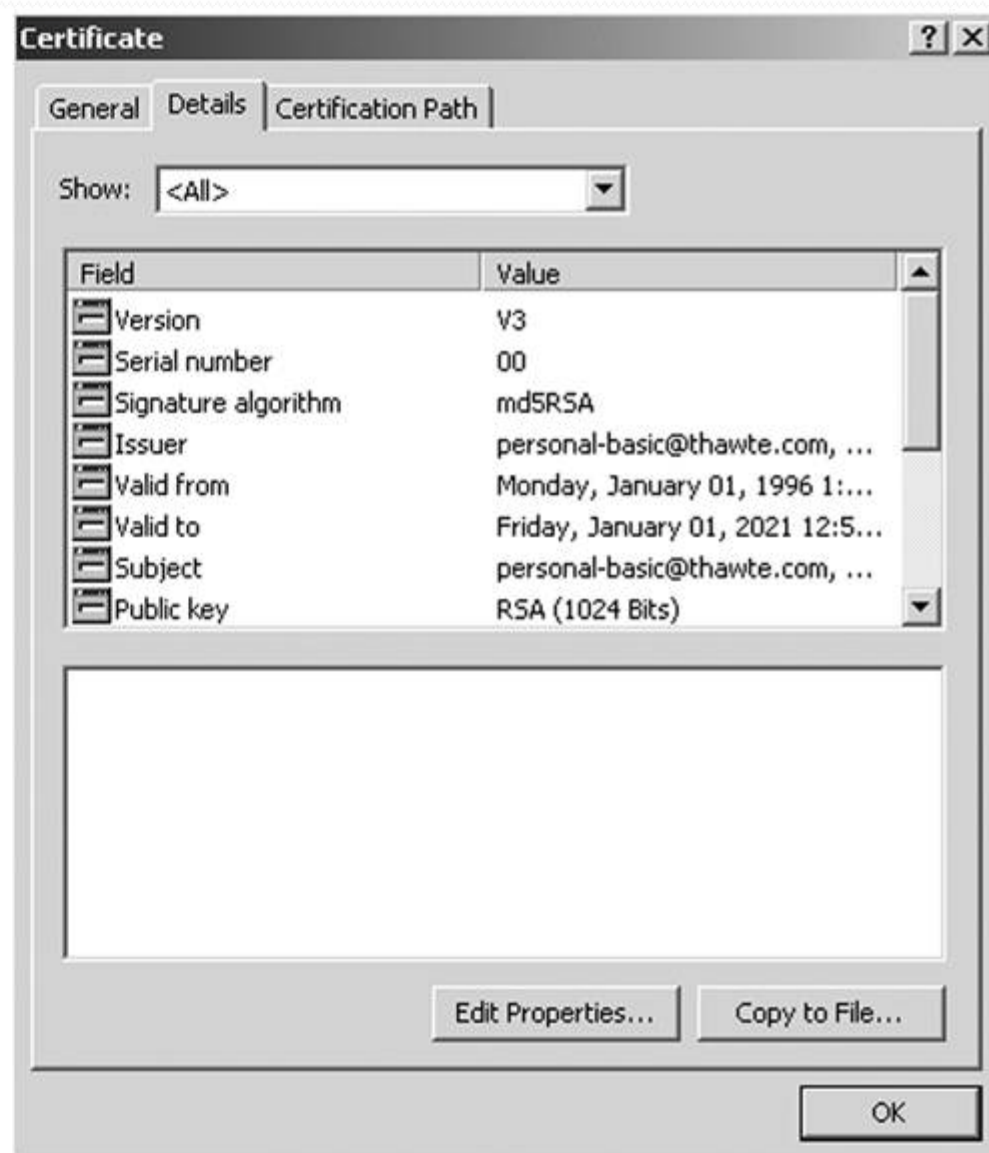 Certificate ? X
General Details Certification Path
Show: <All>
Field Value
Version V3
Serial number 00
Signature algorithm md5RSA
Issuer personal-basic@thawte.com, ...
Valid from Monday, January 01, 1996 1:...
Valid to Friday, January 01, 2021 12:5...
Subject personal-basic@thawte.com, ...
Public key RSA (1024 Bits)
Edit Properties... Copy to File...
OK